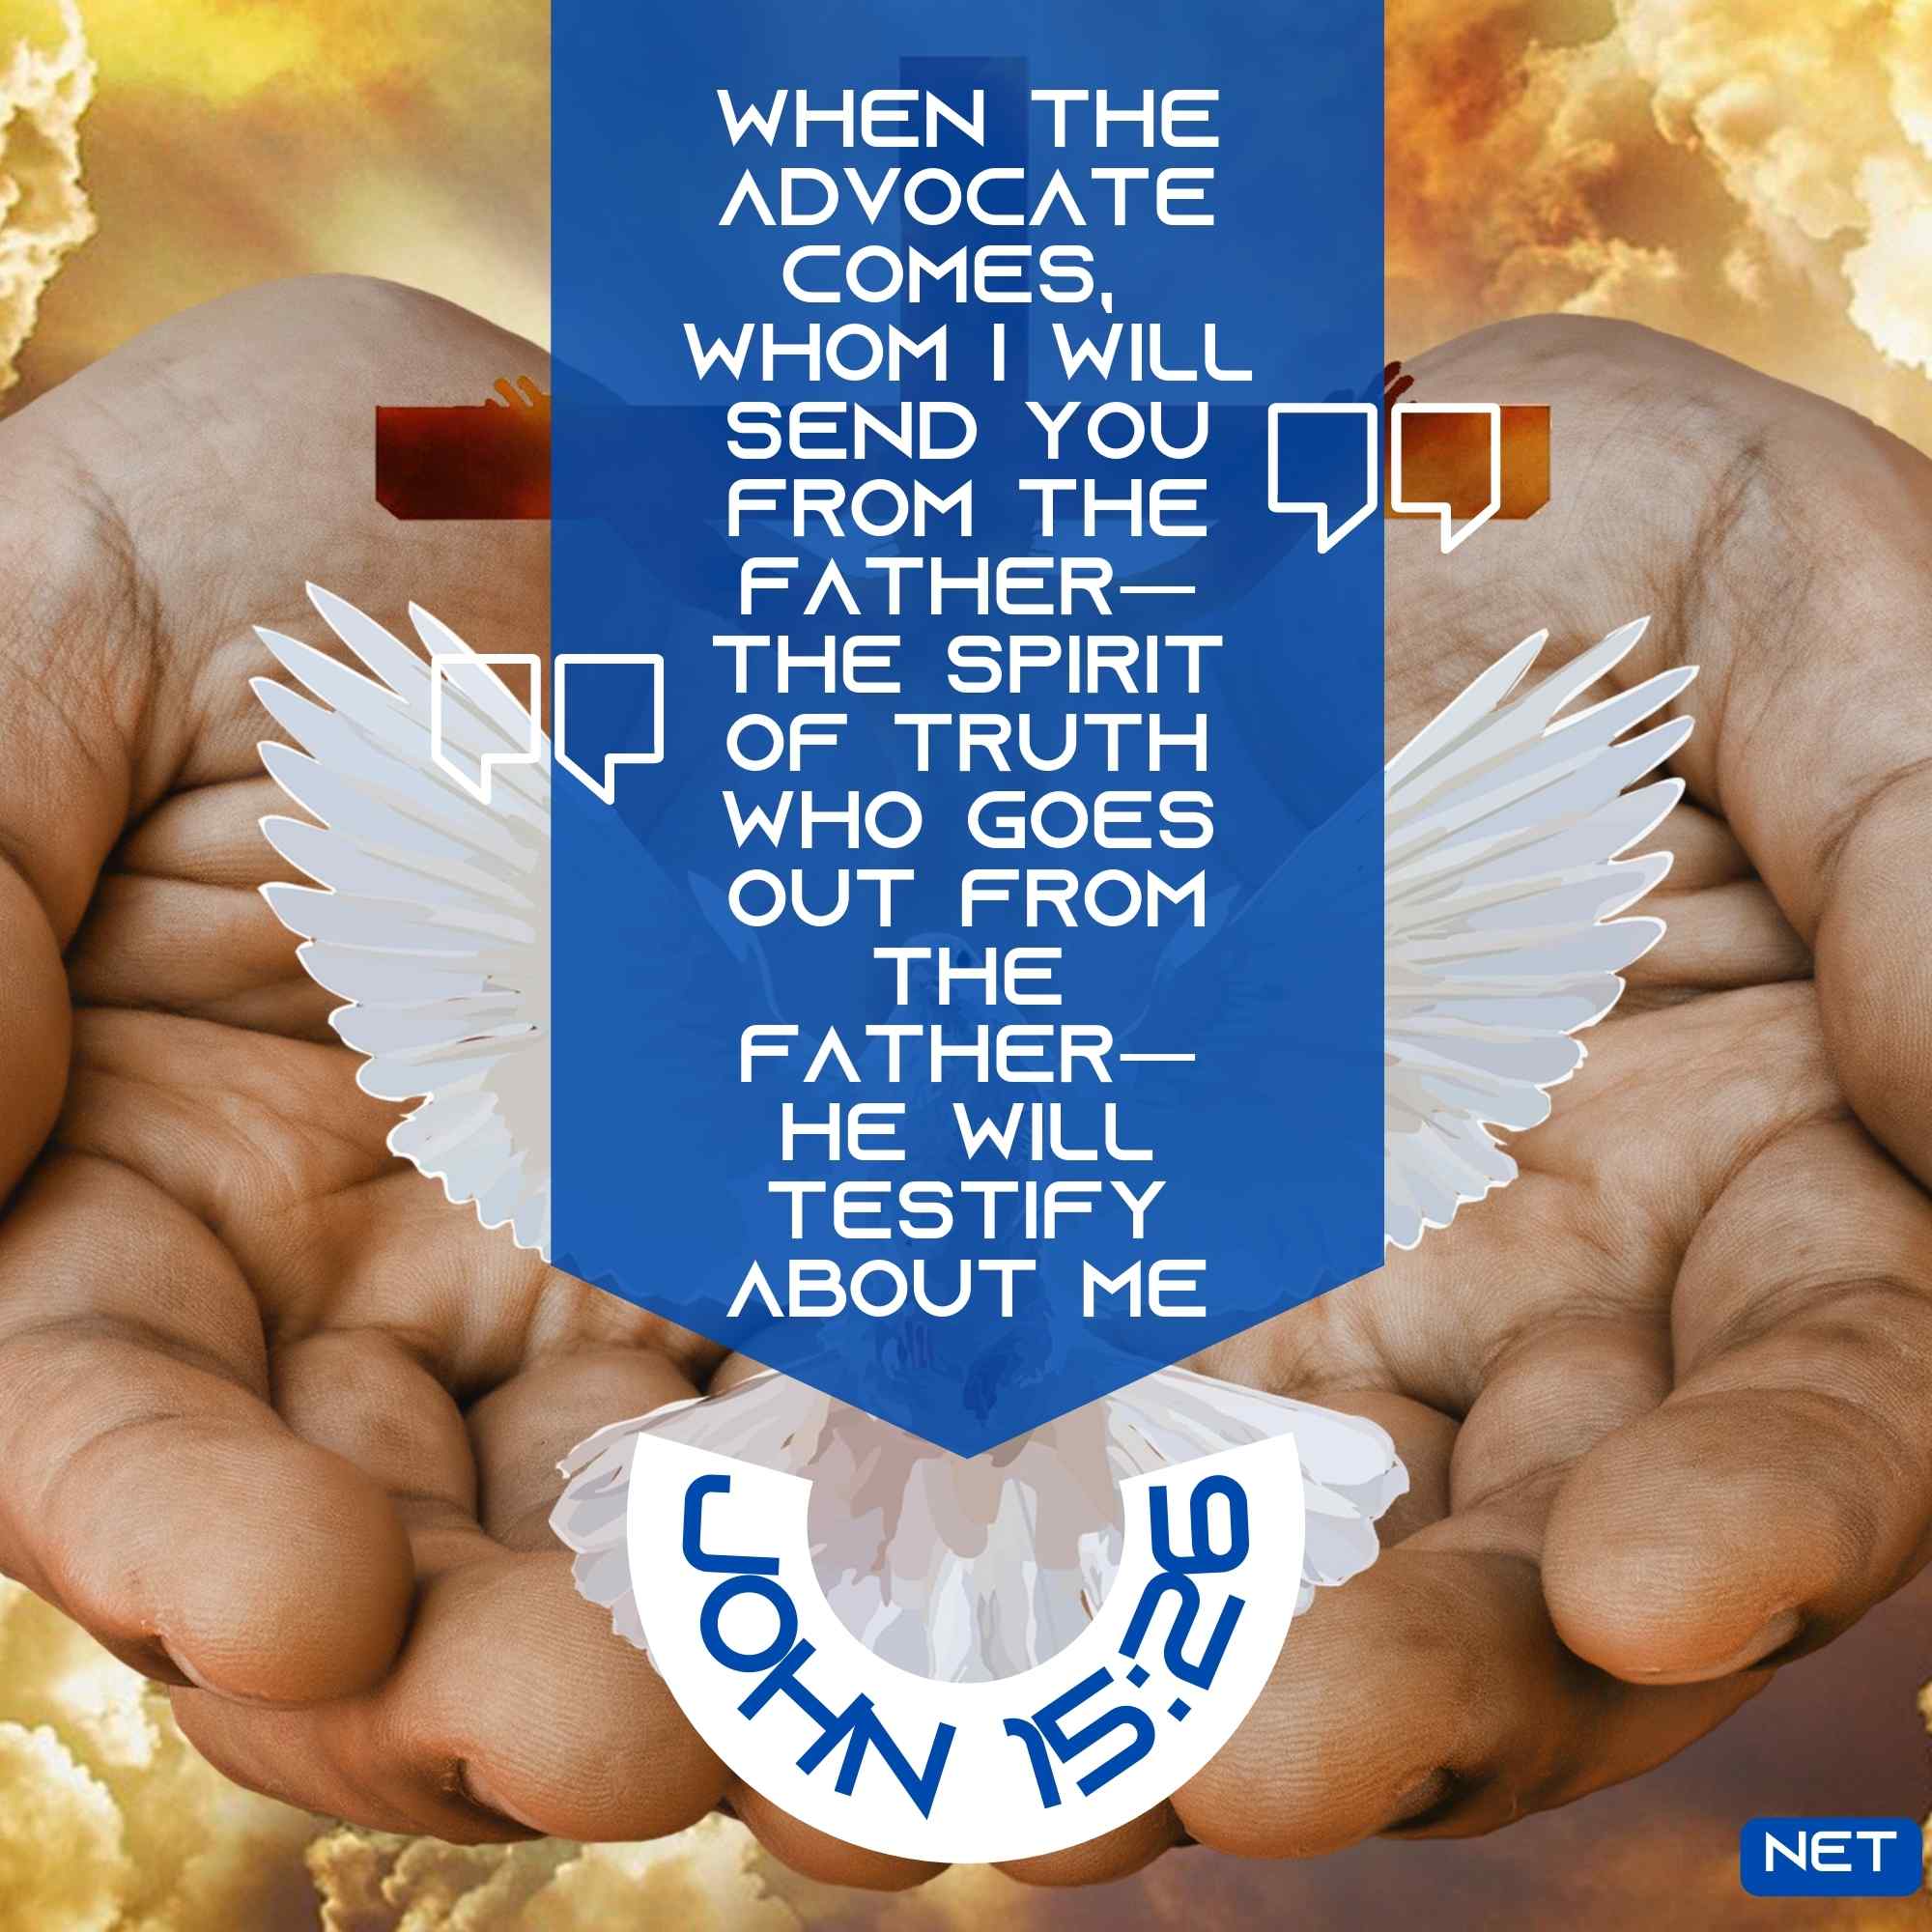 WHEN THE
ADVOCATE
COMES,
WHOM I WILL
SEND YOU
FROM THE
FATHER—
THE SPIRIT
OF TRUTH
WHO GOES
OUT FROM
THE
FATHER—
HE WILL
TESTIFY
ABOUT ME
JOHN 15:26
NET